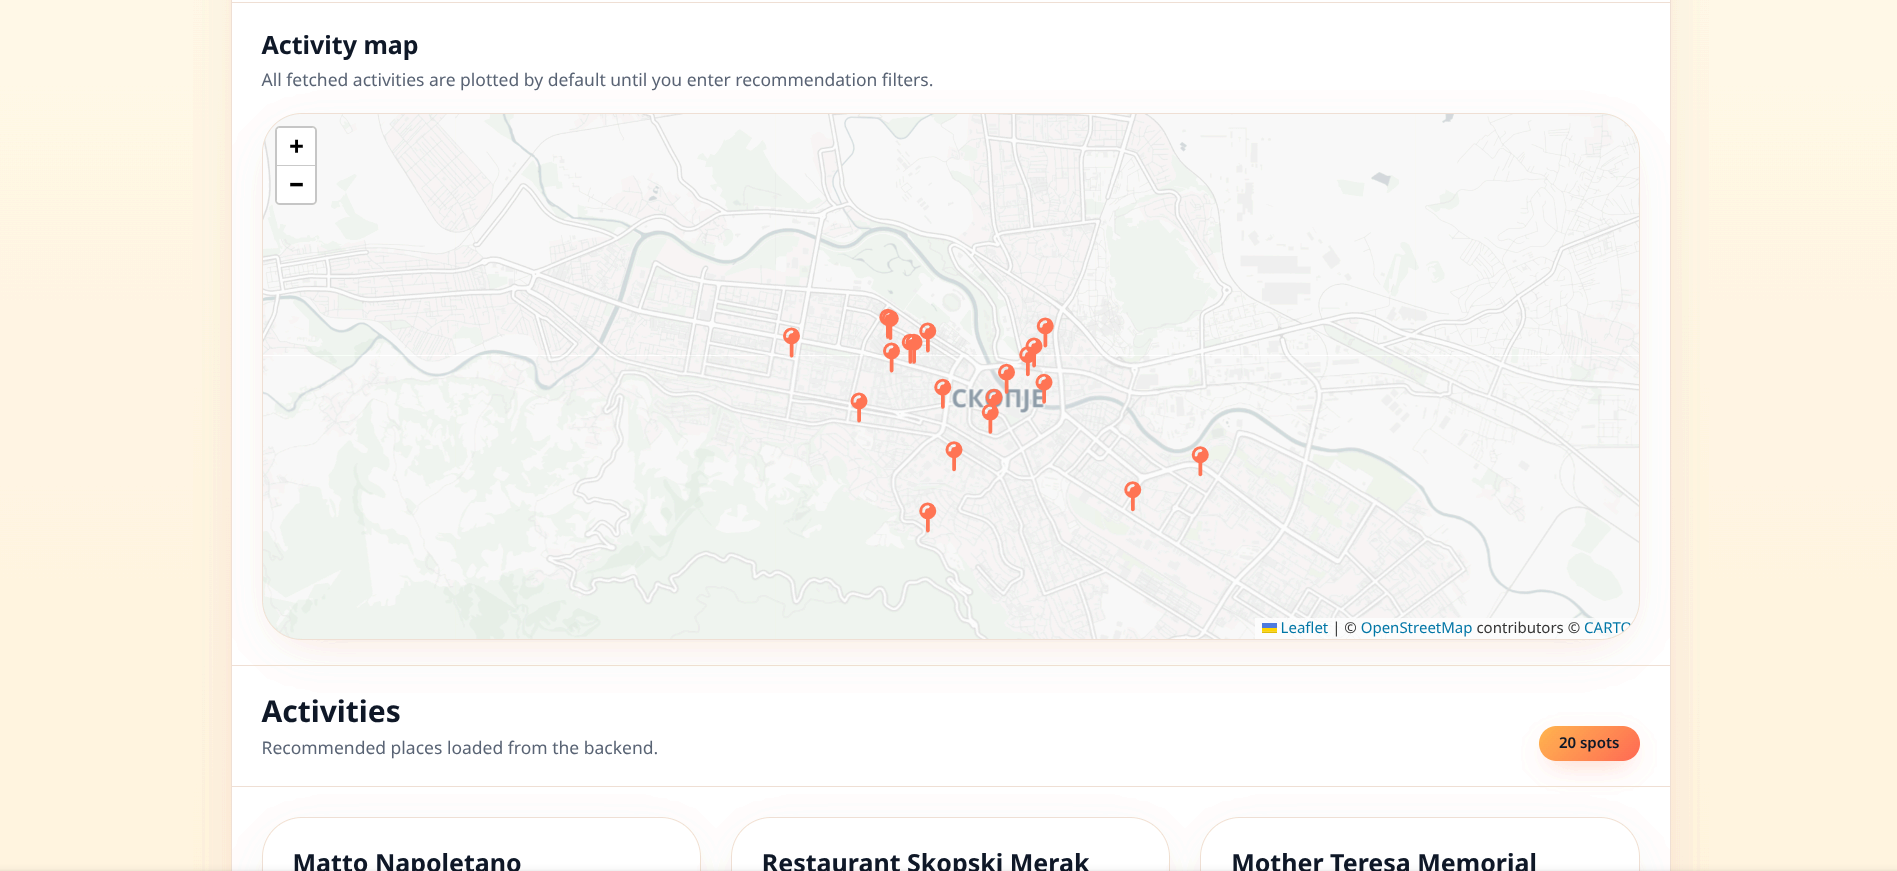 Activity map
All fetched activities are plotted by default until you enter recommendation filters.
+
−
СКОПЈЕ
Leaflet | © OpenStreetMap contributors © CARTO
Activities
Recommended places loaded from the backend.
20 spots
Matto Napoletano
Restaurant Skopski Merak
Mother Teresa Memorial